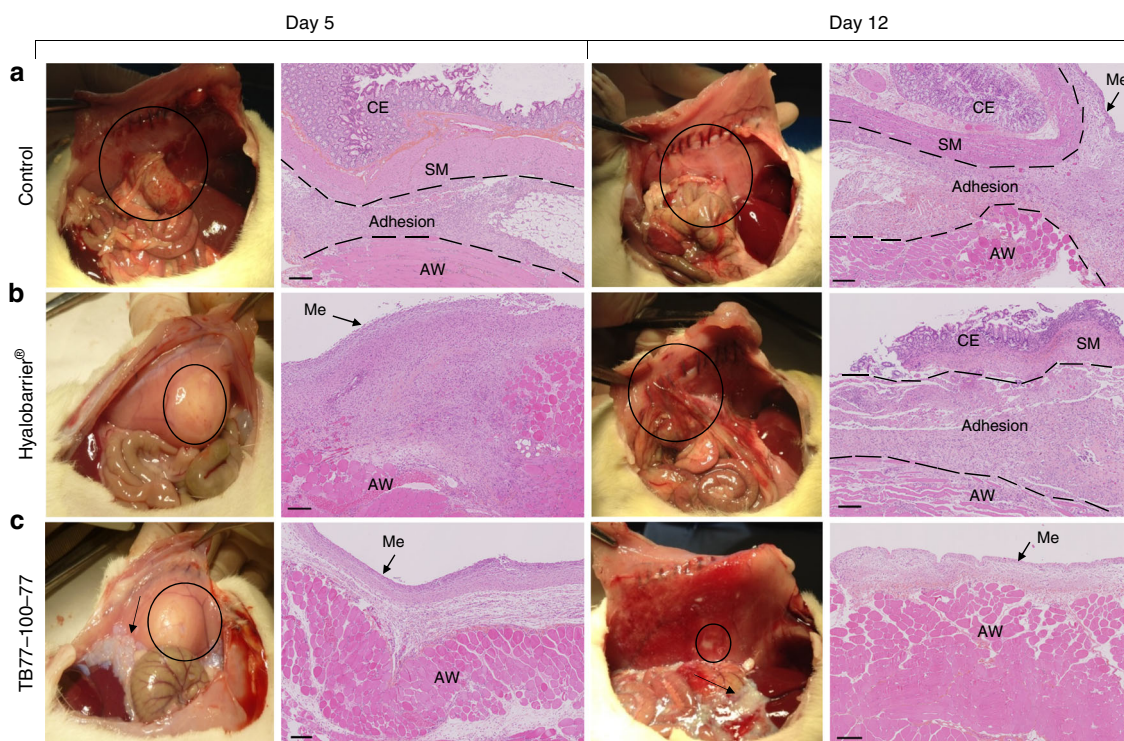 Day 5
Day 12
a
Control
CE
SM
Adhesion
AW
CE
Me
SM
Adhesion
AW
b
Hyalobarrier®
Me
AW
CE
SM
Adhesion
AW
c
TB77–100–77
Me
AW
Me
AW